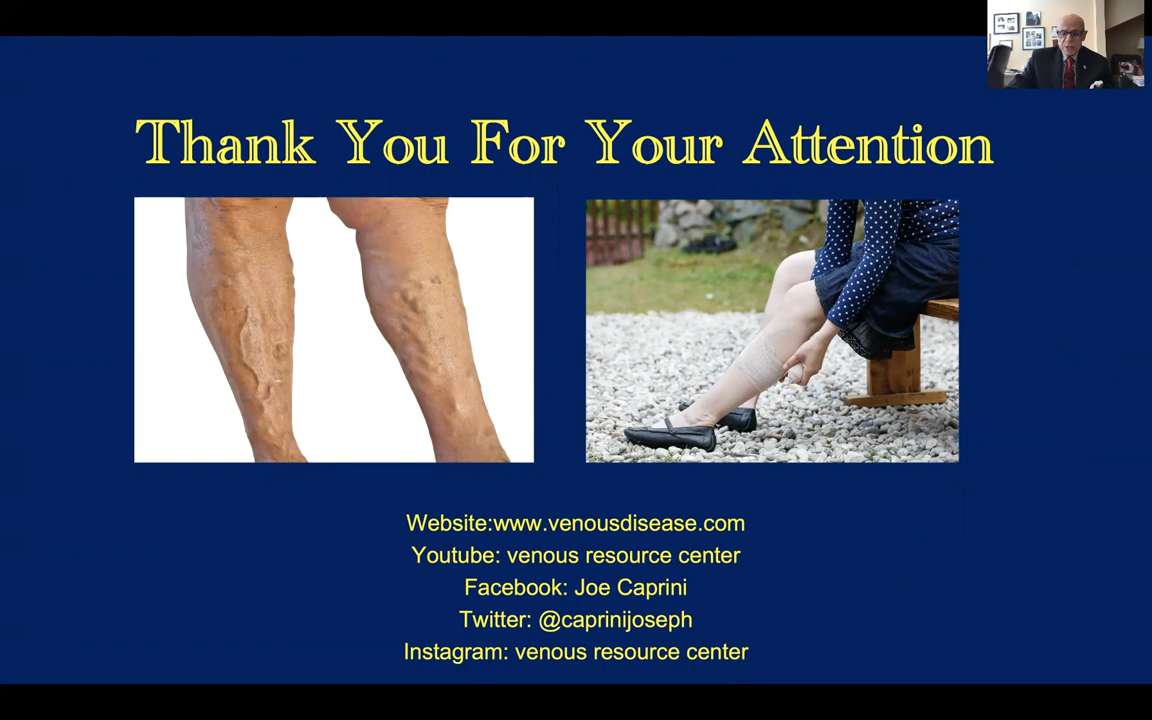 Thank You For Your Attention
Website:www.venousdisease.com
Youtube: venous resource center
Facebook: Joe Caprini
Twitter: @caprinijoseph
Instagram: venous resource center